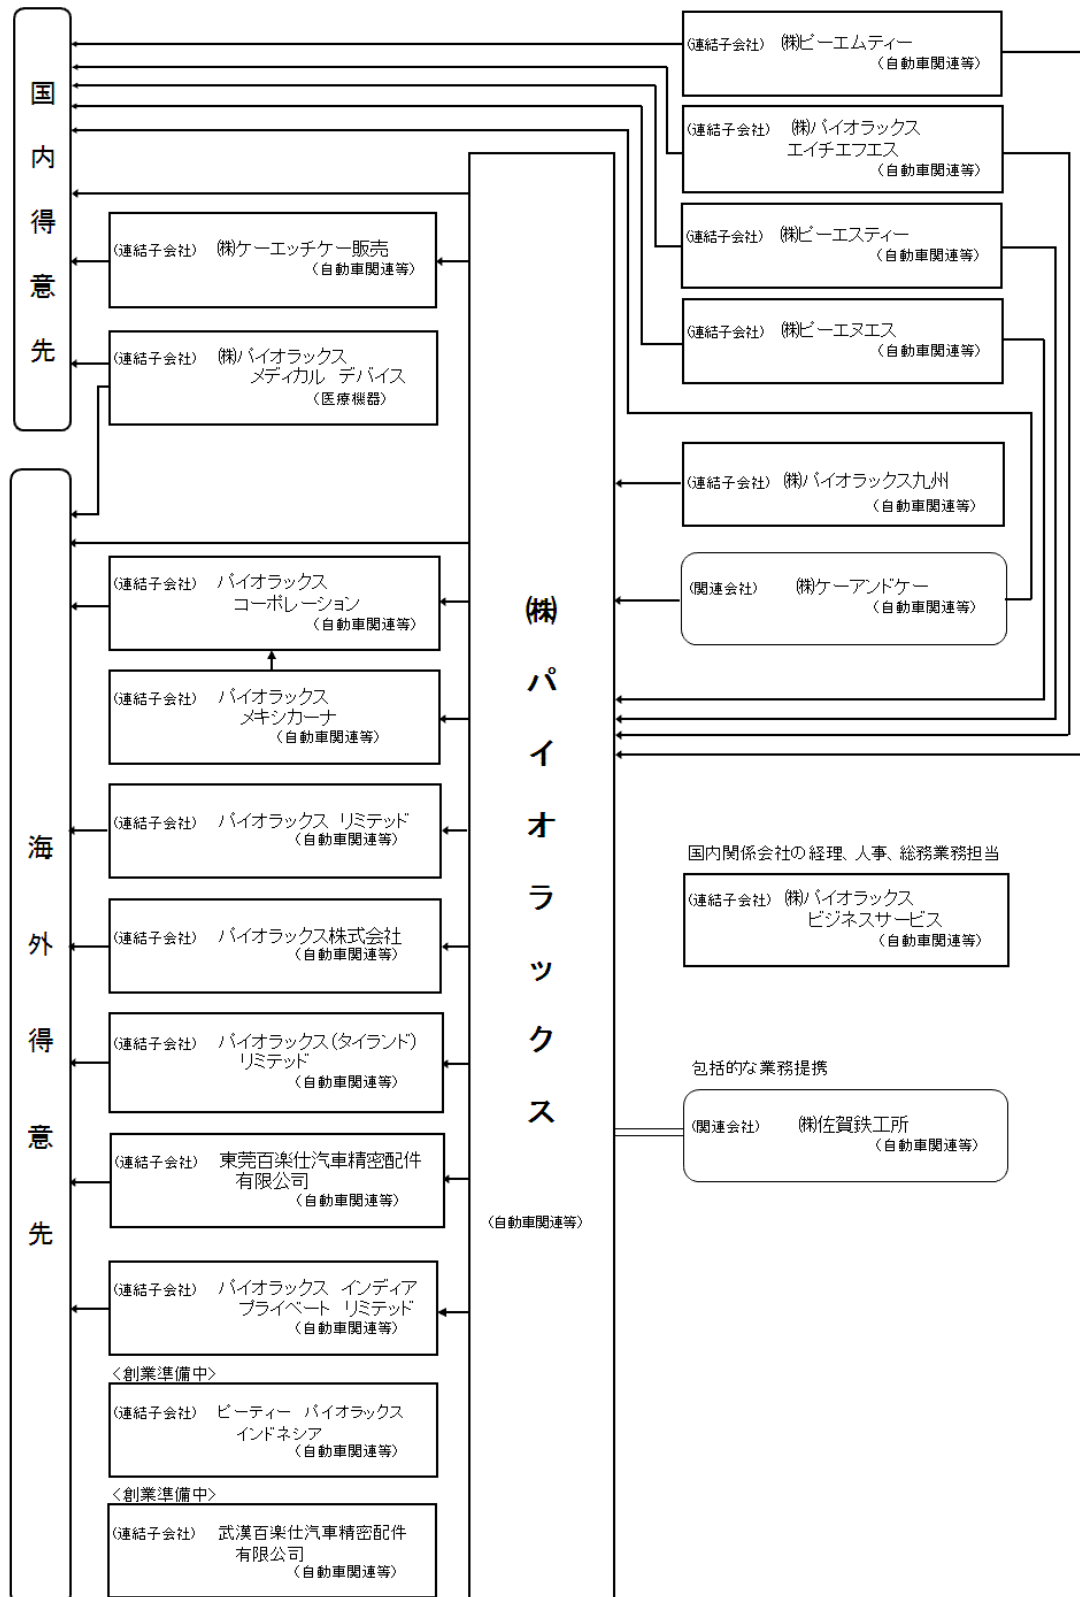 国内得意先
(連結子会社) ㈱ピーエムティー
(自動車関連等)
(連結子会社) ㈱パイオラックス
エイチエフエス
(自動車関連等)
(連結子会社) ㈱ピーエスティー
(自動車関連等)
(連結子会社) ㈱ピーエヌエス
(自動車関連等)
(連結子会社) ㈱ケーエッチケー販売
(自動車関連等)
(連結子会社) ㈱パイオラックス
メディカル デバイス
(医療機器)
(連結子会社) ㈱パイオラックス九州
(自動車関連等)
(関連会社) ㈱ケーアンドケー
(自動車関連等)
㈱パイオラックス
(自動車関連等)
海外得意先
(連結子会社) パイオラックス
コーポレーション
(自動車関連等)
(連結子会社) パイオラックス
メキシカーナ
(自動車関連等)
(連結子会社) パイオラックス リミテッド
(自動車関連等)
(連結子会社) パイオラックス株式会社
(自動車関連等)
(連結子会社) パイオラックス(タイランド)
リミテッド
(自動車関連等)
(連結子会社) 東莞百楽仕汽車精密配件
有限公司
(自動車関連等)
(連結子会社) パイオラックス インディア
プライベート リミテッド
(自動車関連等)
<創業準備中>
(連結子会社) ピーティー パイオラックス
インドネシア
(自動車関連等)
<創業準備中>
(連結子会社) 武漢百楽仕汽車精密配件
有限公司
(自動車関連等)
国内関係会社の経理、人事、総務業務担当
(連結子会社) ㈱パイオラックス
ビジネスサービス
(自動車関連等)
包括的な業務提携
(関連会社) ㈱佐賀鉄工所
(自動車関連等)